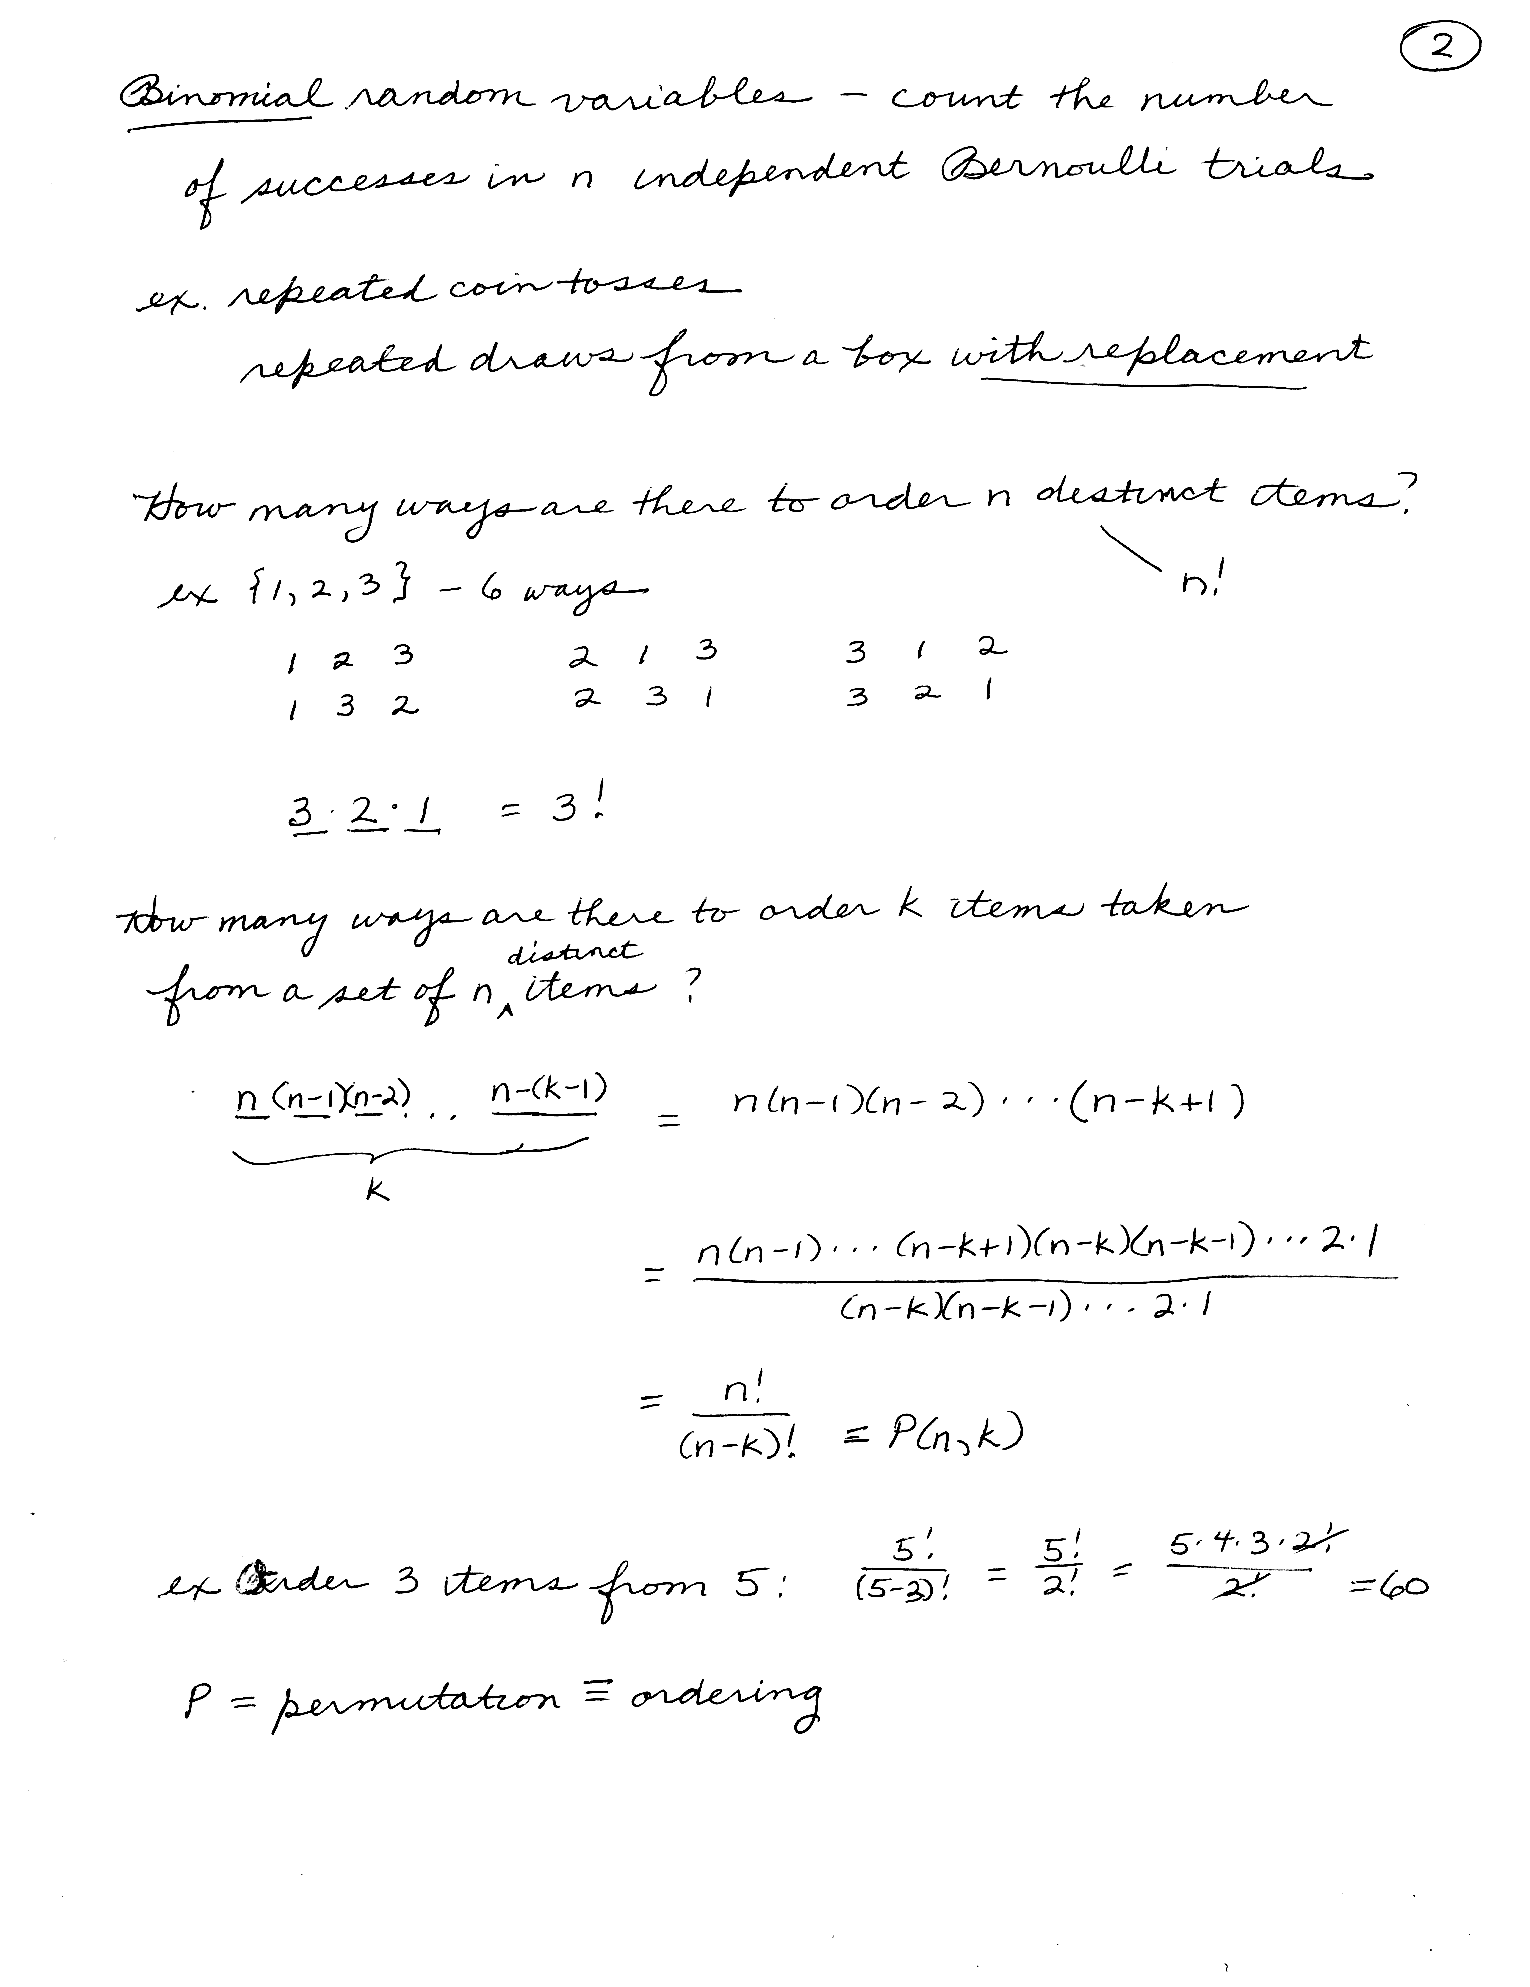 2
Binomial random variables – count the number
of successes in n independent Bernoulli trials
ex. repeated coin tosses
repeated draws from a box with replacement
How many ways are there to order n distinct items?
n!
ex {1, 2, 3} – 6 ways
1 2 3   2 1 3   3 1 2
1 3 2   2 3 1   3 2 1
3 · 2 · 1 = 3!
How many ways are there to order k items taken
distinct
from a set of n ^ items ?
n (n-1)(n-2) ... n-(k-1) = n(n-1)(n-2) ... (n-k+1)
k
= n(n-1) ... (n-k+1)(n-k)(n-k-1) ... 2·1
(n-k)(n-k-1) ... 2·1
= n!
(n-k)! ≡ P(n,k)
ex Order 3 items from 5: 5!/(5-3)! = 5!/2! = 5·4·3·2!/2! = 60
P = permutation ≡ ordering